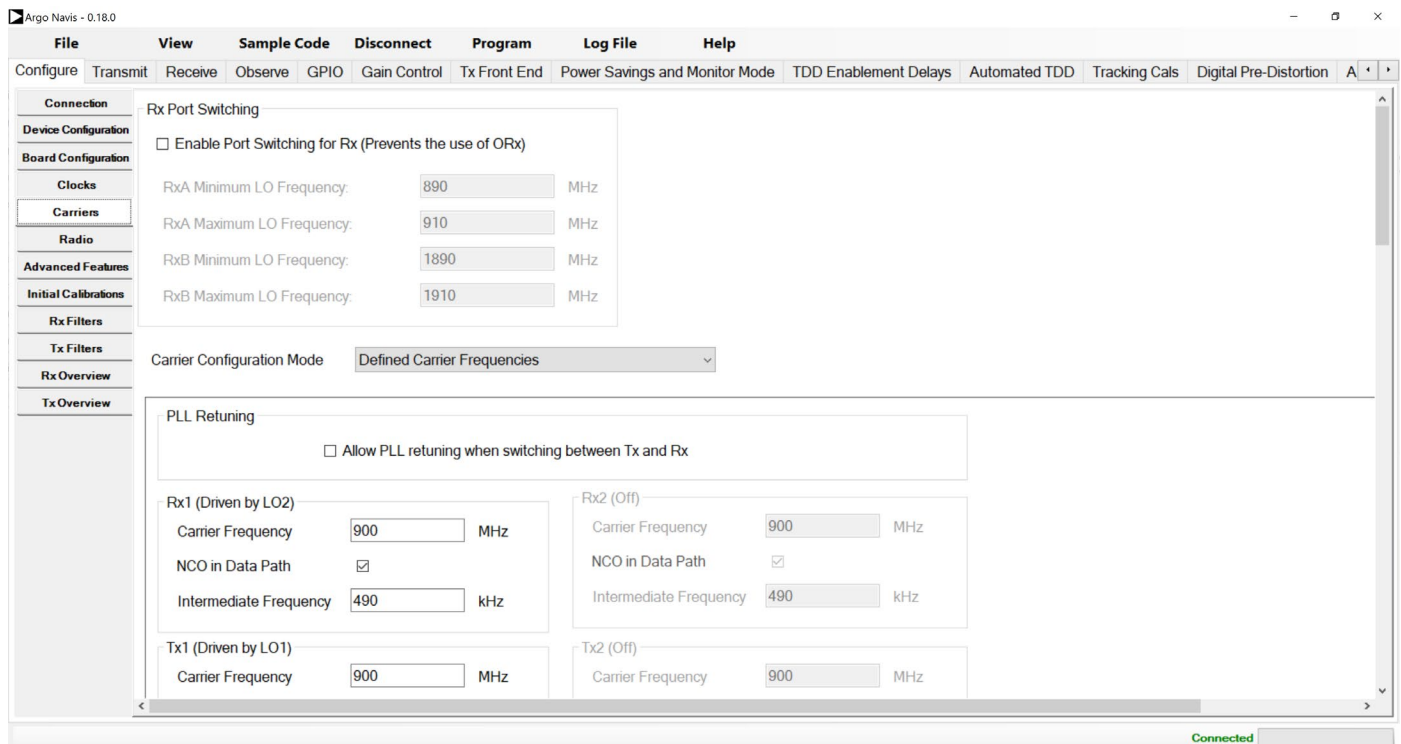 Argo Navis - 0.18.0
File View Sample Code Disconnect Program Log File Help
Configure Transmit Receive Observe GPIO Gain Control Tx Front End Power Savings and Monitor Mode TDD Enablement Delays Automated TDD Tracking Cals Digital Pre-Distortion A
Connection
Device Configuration
Board Configuration
Clocks
Carriers
Radio
Advanced Features
Initial Calibrations
Rx Filters
Tx Filters
Rx Overview
Tx Overview
Rx Port Switching
Enable Port Switching for Rx (Prevents the use of ORx)
RxA Minimum LO Frequency: 890 MHz
RxA Maximum LO Frequency: 910 MHz
RxB Minimum LO Frequency: 1890 MHz
RxB Maximum LO Frequency: 1910 MHz
Carrier Configuration Mode Defined Carrier Frequencies
PLL Retuning
Allow PLL retuning when switching between Tx and Rx
Rx1 (Driven by LO2)
Carrier Frequency 900 MHz
NCO in Data Path
Intermediate Frequency 490 kHz
Rx2 (Off)
Carrier Frequency 900 MHz
NCO in Data Path
Intermediate Frequency 490 kHz
Tx1 (Driven by LO1)
Carrier Frequency 900 MHz
Tx2 (Off)
Carrier Frequency 900 MHz
Connected